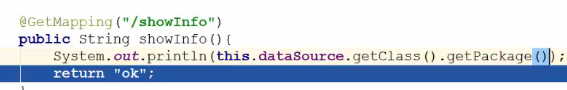 @GetMapping("/showInfo")
public String showInfo(){
System.out.println(this.dataSource.getClass().getPackage());
return "ok";
}